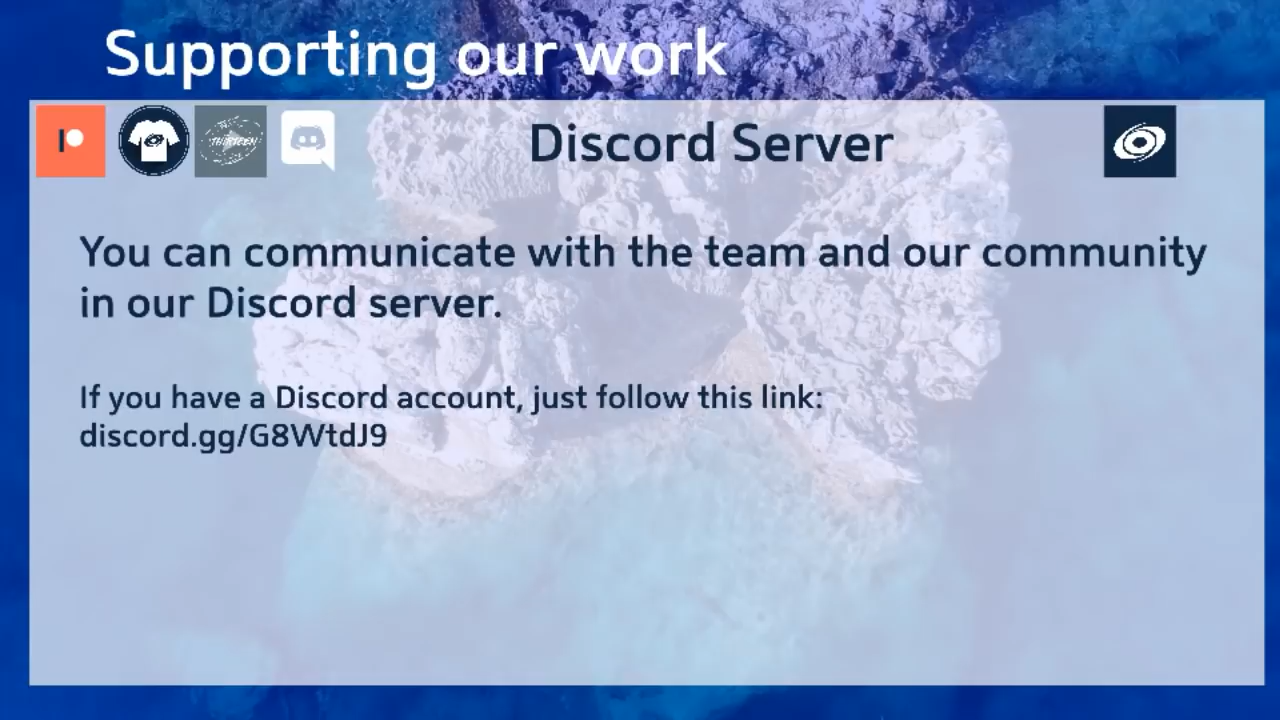 Supporting our work
THIRTEEN
Discord Server
You can communicate with the team and our community
in our Discord server.
If you have a Discord account, just follow this link:
discord.gg/G8WtdJ9